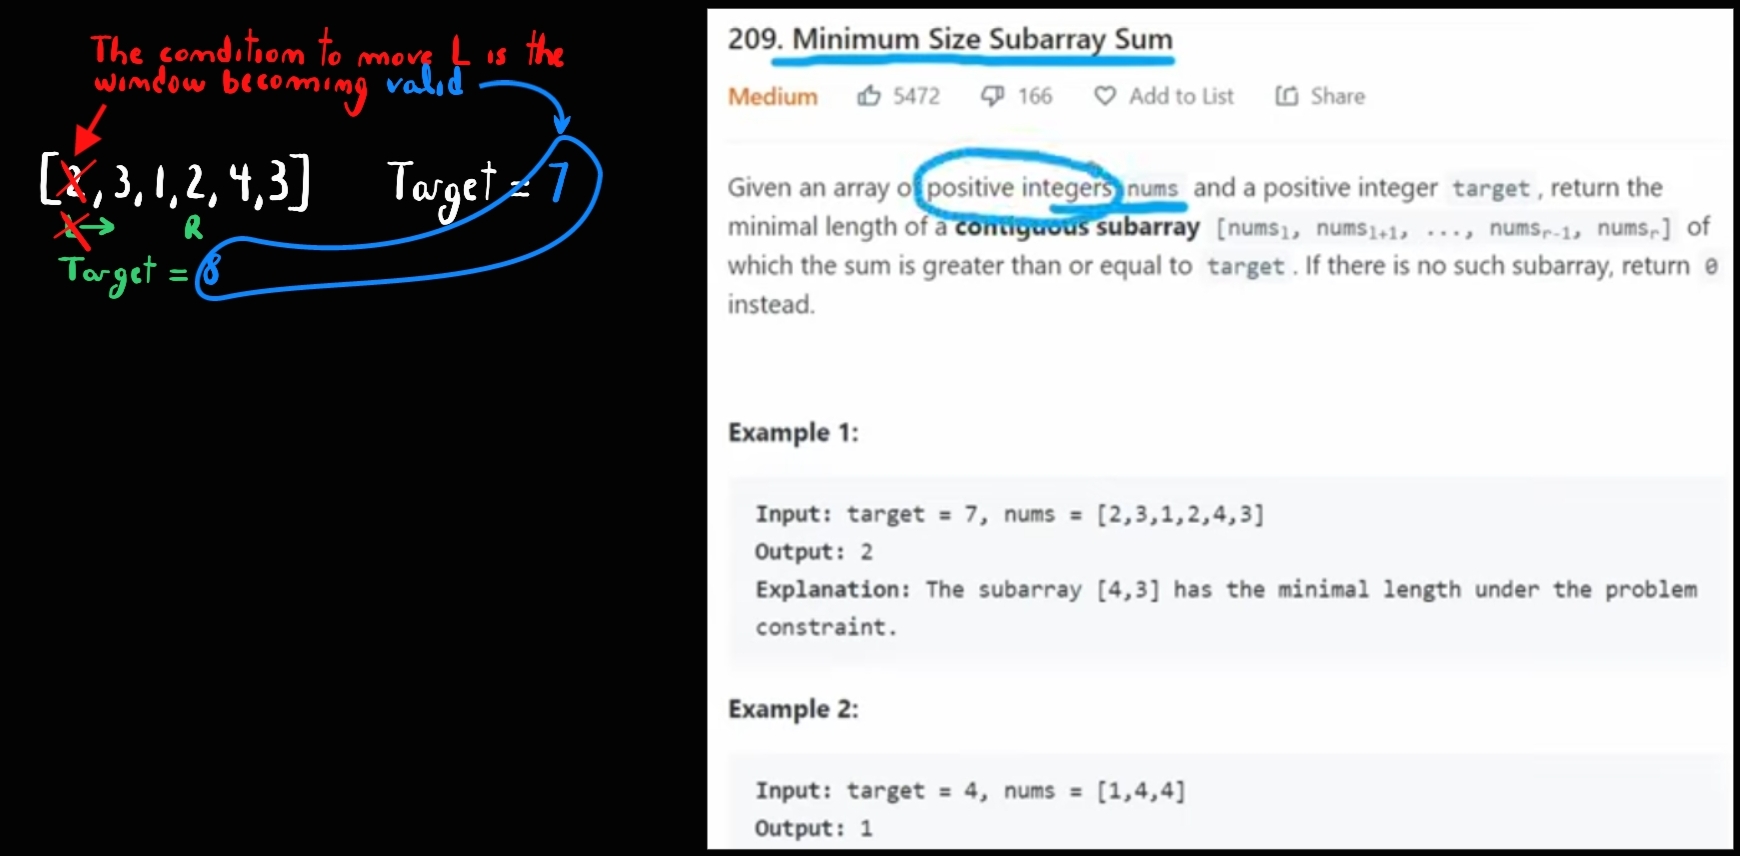 The condition to move L is the
window becoming valid
[2,3,1,2,4,3] Target = 7
L R
Target = 8
209. Minimum Size Subarray Sum
Medium 5472 166 Add to List Share
Given an array of positive integers nums and a positive integer target, return the
minimal length of a contiguous subarray [numsl, numsl+1, ..., numsr-1, numsr] of
which the sum is greater than or equal to target. If there is no such subarray, return 0
instead.
Example 1:
Input: target = 7, nums = [2,3,1,2,4,3]
Output: 2
Explanation: The subarray [4,3] has the minimal length under the problem
constraint.
Example 2:
Input: target = 4, nums = [1,4,4]
Output: 1